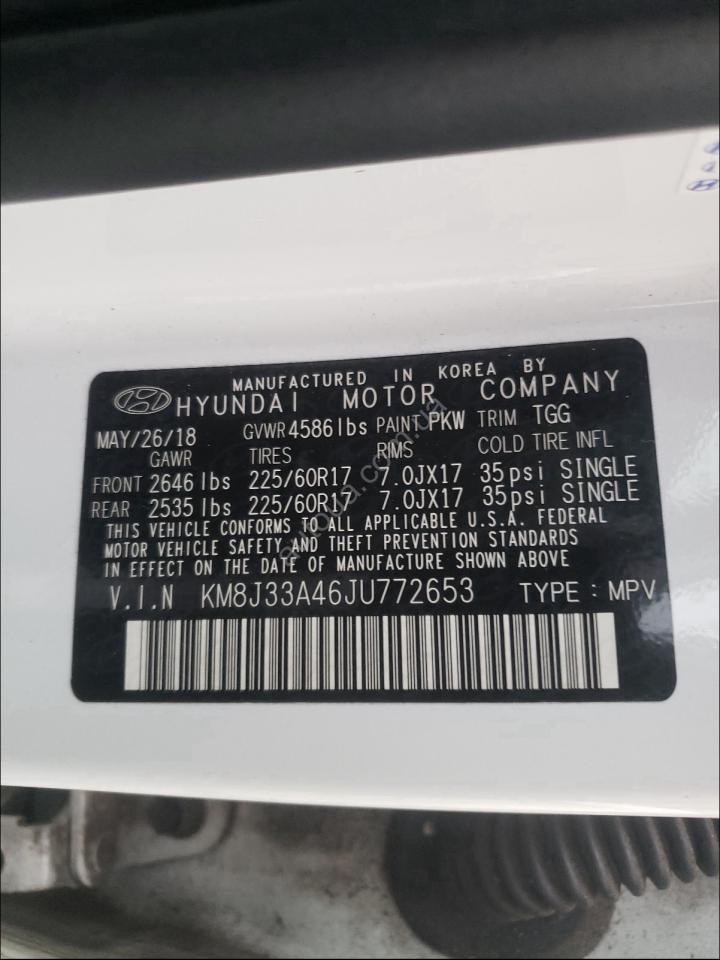 MANUFACTURED IN KOREA BY
HYUNDAI MOTOR COMPANY
MAY/26/18 GVWR 4586 lbs PAINT PKW TRIM TGG
GAWR TIRES RIMS COLD TIRE INFL
FRONT 2646 lbs 225/60R17 7.0JX17 35psi SINGLE
REAR 2535 lbs 225/60R17 7.0JX17 35psi SINGLE
THIS VEHICLE CONFORMS TO ALL APPLICABLE U.S.A. FEDERAL
MOTOR VEHICLE SAFETY AND THEFT PREVENTION STANDARDS
IN EFFECT ON THE DATE OF MANUFACTURE SHOWN ABOVE
V.I.N KM8J33A46JU772653 TYPE:MPV